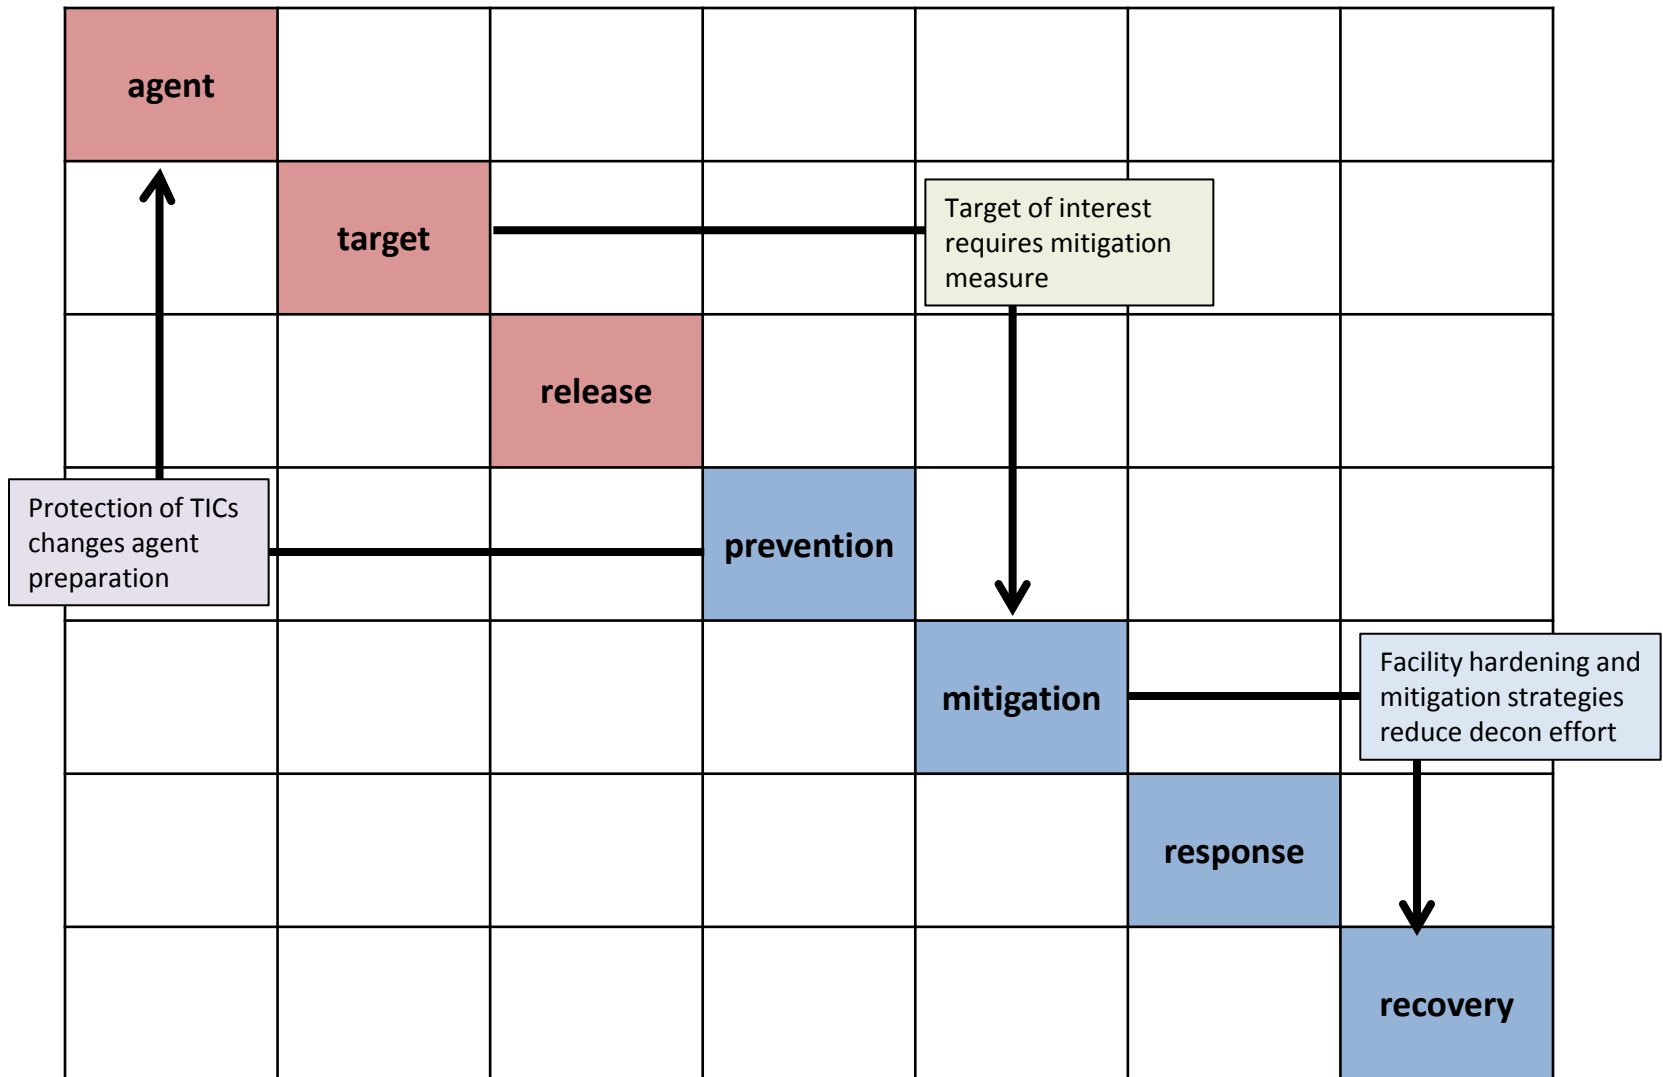 agent
target
Target of interest
requires mitigation
measure
release
Protection of TICs
changes agent
preparation
prevention
mitigation
Facility hardening and
mitigation strategies
reduce decon effort
response
recovery